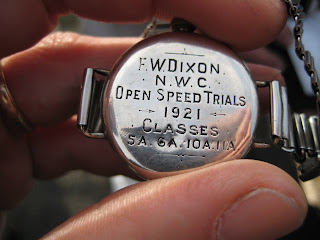 F.W DIXON.
N.W.C.
OPEN SPEED TRIALS
1921
CLASSES
5A. 6A. 10A. 11A